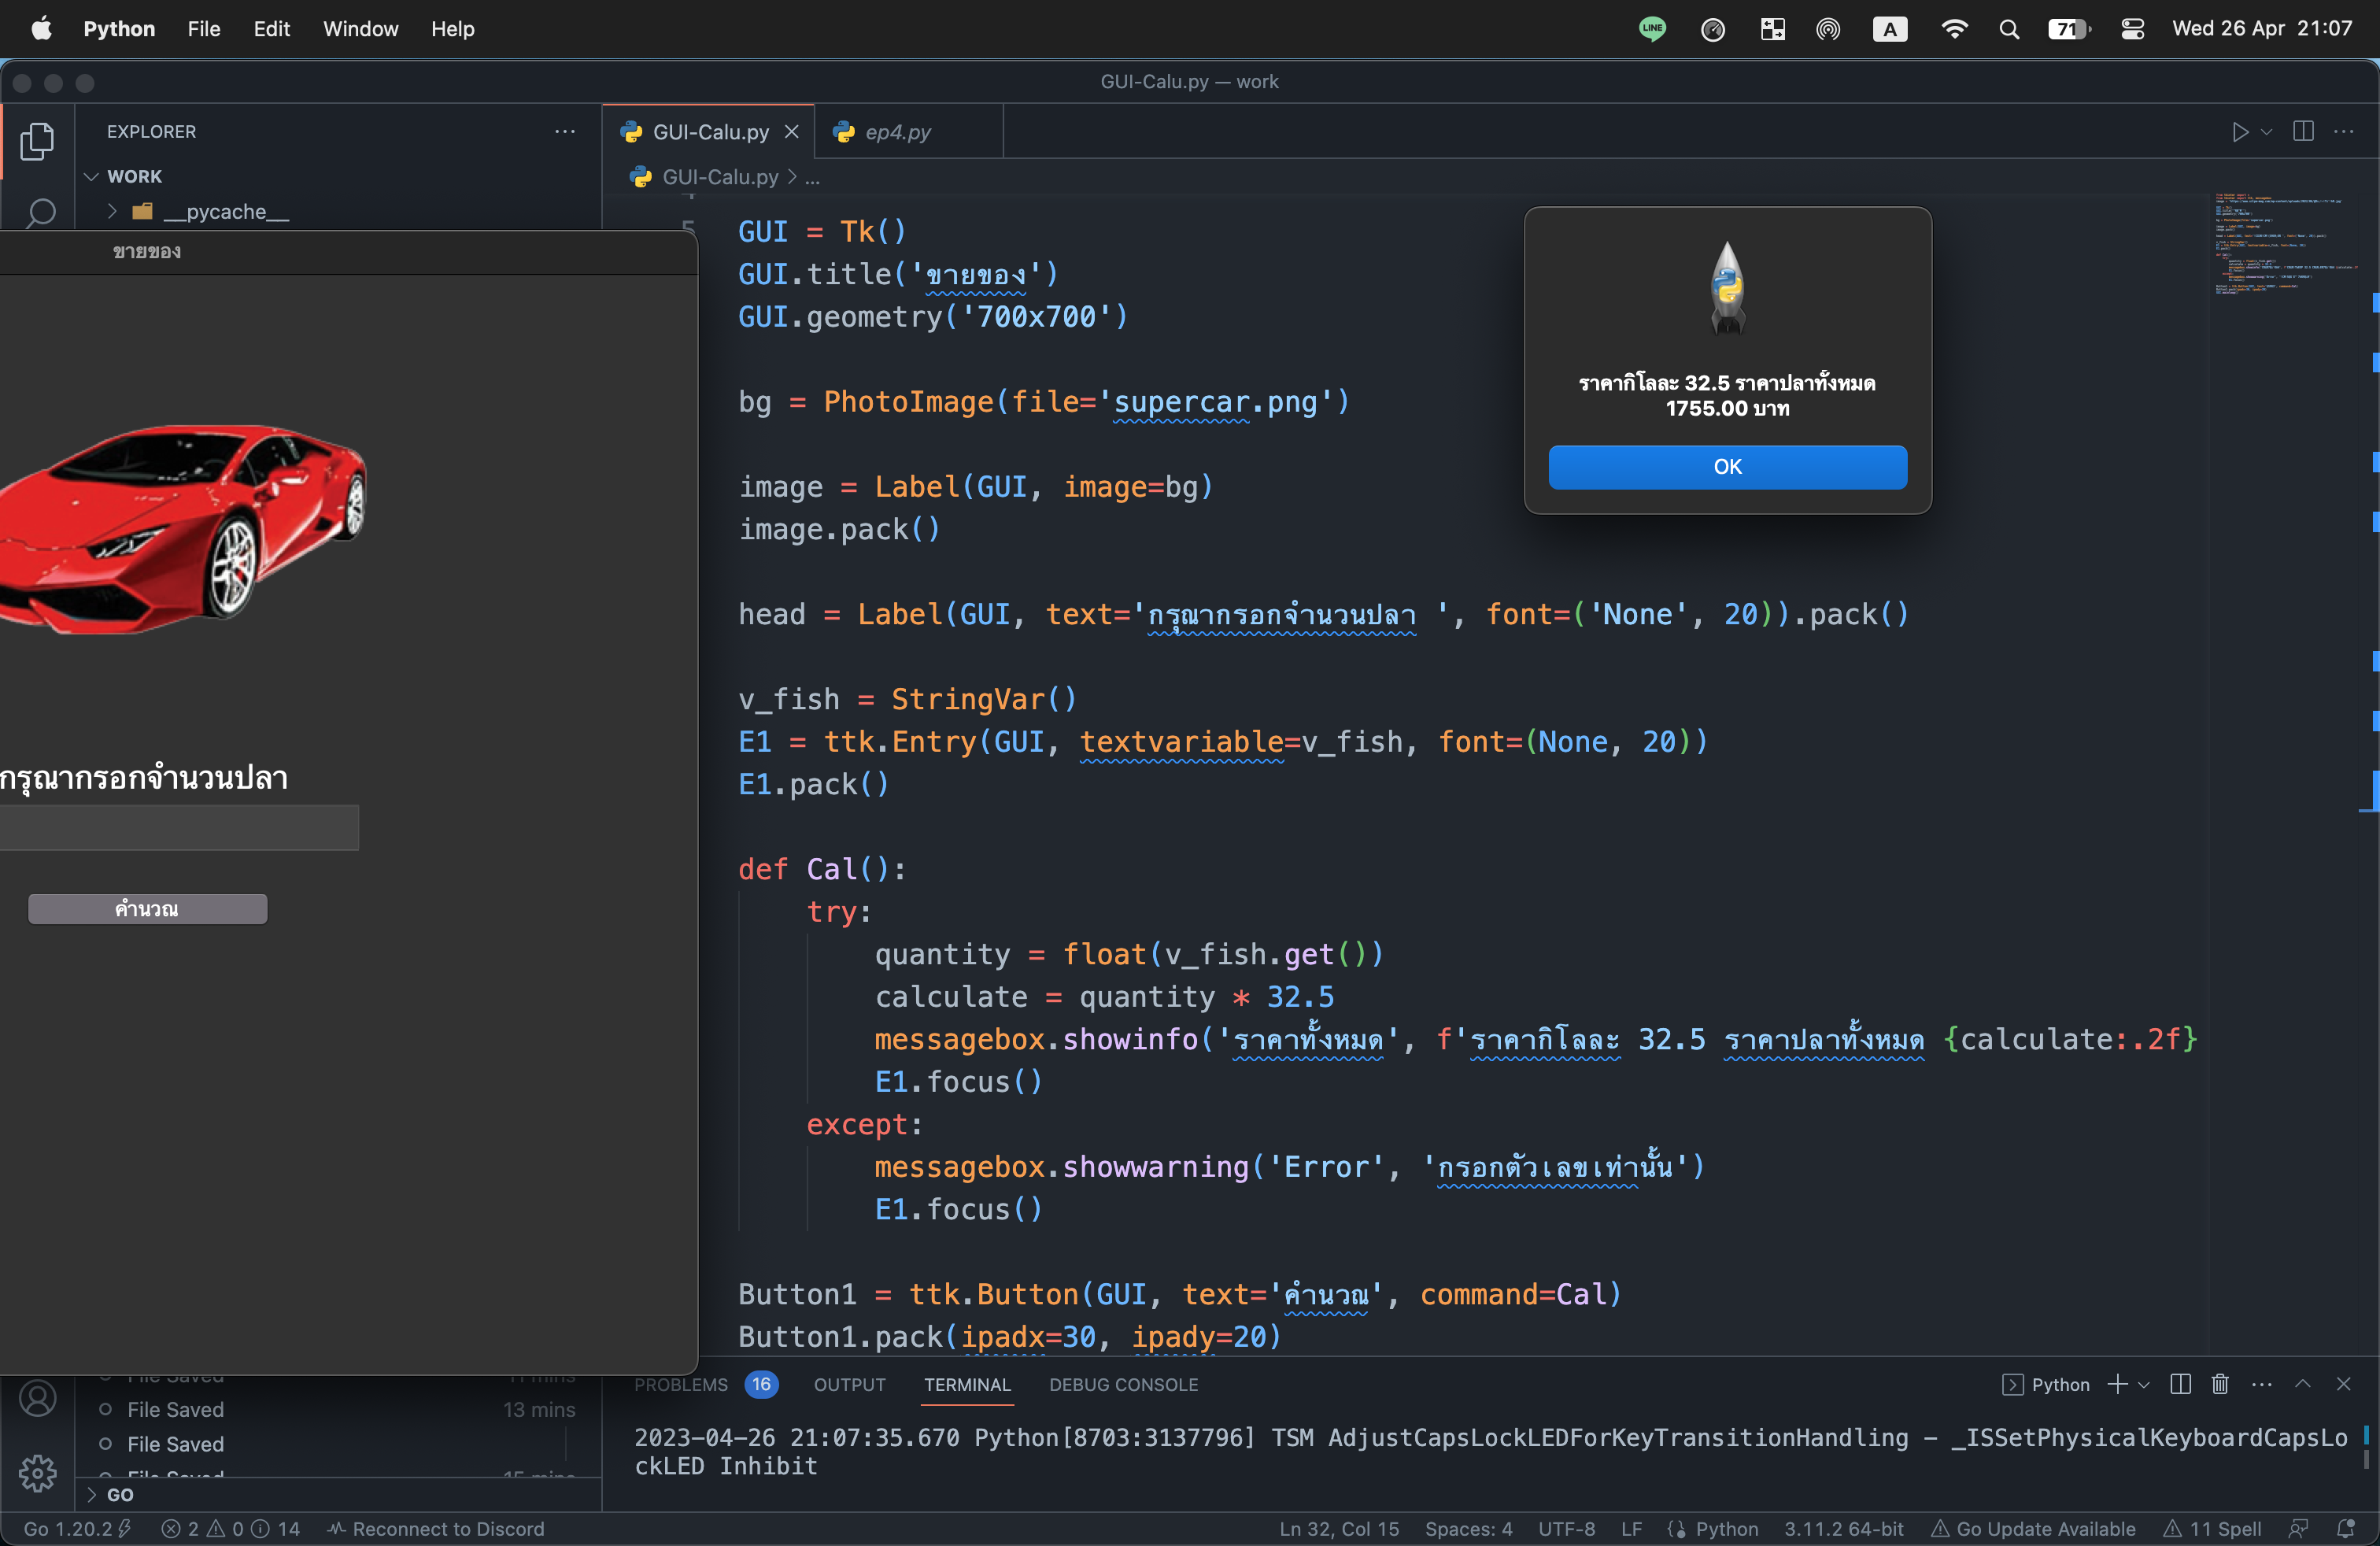 Python File Edit Window Help LINE A 71 Wed 26 Apr 21:07
GUI-Calu.py — work
EXPLORER
WORK
__pycache__
ขายของ
กรุณากรอกจำนวนปลา
คำนวณ
File Saved 11 mins
File Saved 13 mins
File Saved
File Saved 15 mins
GO
GUI-Calu.py ep4.py
GUI-Calu.py > ...
5
GUI = Tk()
GUI.title('ขายของ')
GUI.geometry('700x700')
bg = PhotoImage(file='supercar.png')
image = Label(GUI, image=bg)
image.pack()
head = Label(GUI, text='กรุณากรอกจำนวนปลา ', font=('None', 20)).pack()
v_fish = StringVar()
E1 = ttk.Entry(GUI, textvariable=v_fish, font=(None, 20))
E1.pack()
def Cal():
try:
quantity = float(v_fish.get())
calculate = quantity * 32.5
messagebox.showinfo('ราคาทั้งหมด', f'ราคากิโลละ 32.5 ราคาปลาทั้งหมด {calculate:.2f}
E1.focus()
except:
messagebox.showwarning('Error', 'กรอกตัวเลขเท่านั้น')
E1.focus()
Button1 = ttk.Button(GUI, text='คำนวณ', command=Cal)
Button1.pack(ipadx=30, ipady=20)
ราคากิโลละ 32.5 ราคาปลาทั้งหมด
1755.00 บาท
OK
PROBLEMS 16 OUTPUT TERMINAL DEBUG CONSOLE Python
2023-04-26 21:07:35.670 Python[8703:3137796] TSM AdjustCapsLockLEDForKeyTransitionHandling - _ISSetPhysicalKeyboardCapsLo
ckLED Inhibit
Go 1.20.2 2 0 14 Reconnect to Discord Ln 32, Col 15 Spaces: 4 UTF-8 LF Python 3.11.2 64-bit Go Update Available 11 Spell